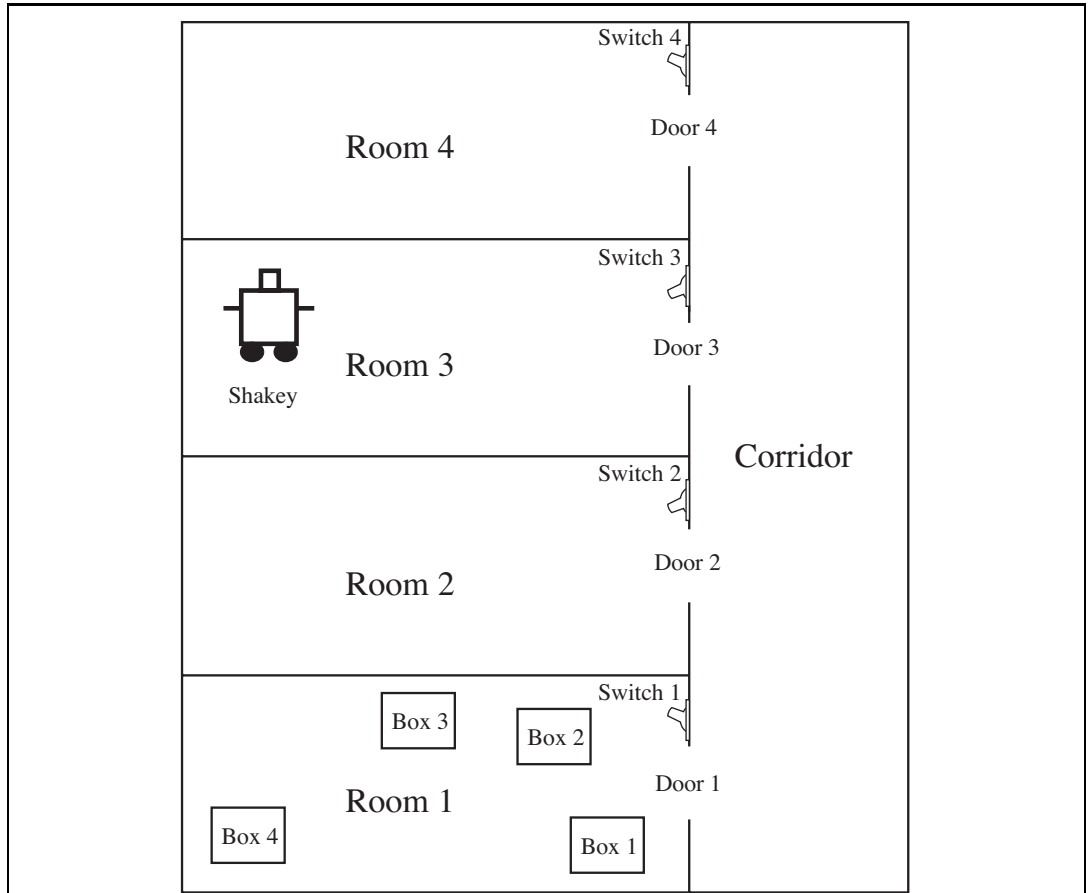 Switch 4
Door 4
Room 4
Switch 3
Door 3
Room 3
Shakey
Corridor
Switch 2
Door 2
Room 2
Switch 1
Box 3
Box 2
Door 1
Room 1
Box 4
Box 1